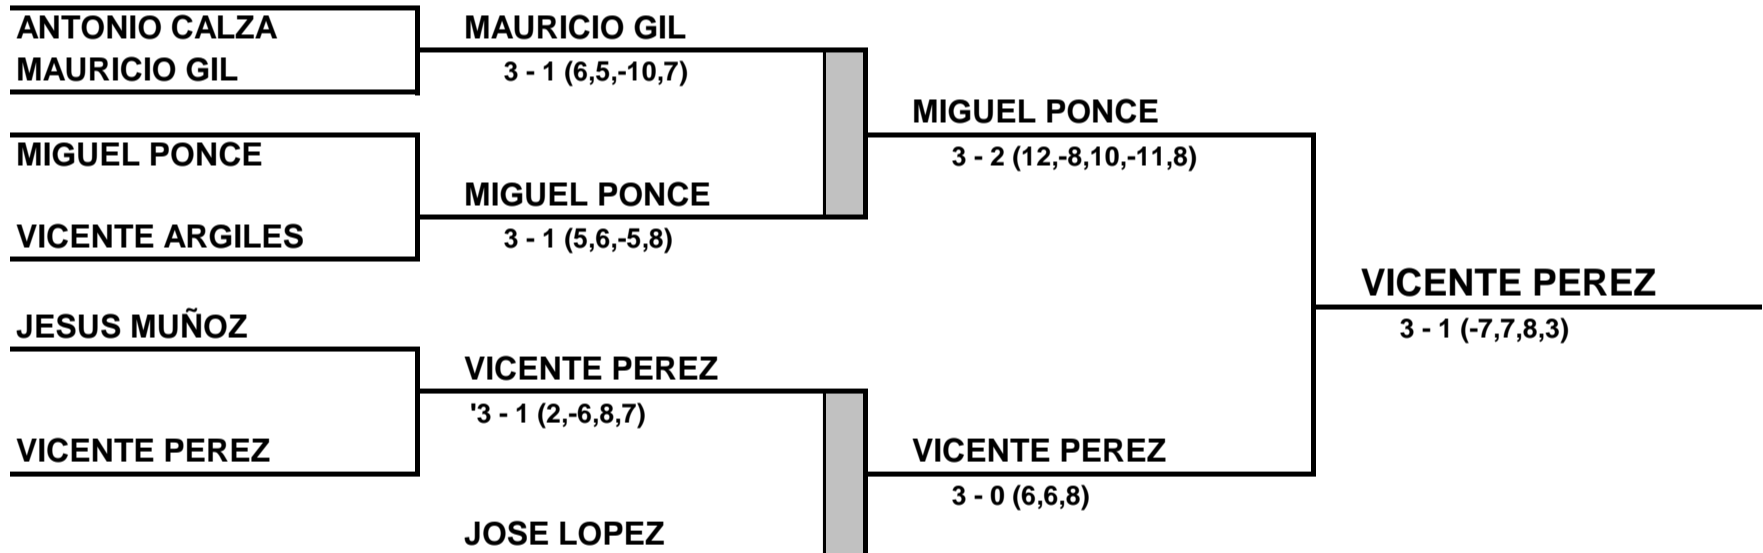 ANTONIO CALZA
MAURICIO GIL
MAURICIO GIL
3 - 1 (6,5,-10,7)
MIGUEL PONCE
3 - 2 (12,-8,10,-11,8)
MIGUEL PONCE
MIGUEL PONCE
VICENTE ARGILES
3 - 1 (5,6,-5,8)
VICENTE PEREZ
3 - 1 (-7,7,8,3)
JESUS MUÑOZ
VICENTE PEREZ
'3 - 1 (2,-6,8,7)
VICENTE PEREZ
VICENTE PEREZ
3 - 0 (6,6,8)
JOSE LOPEZ